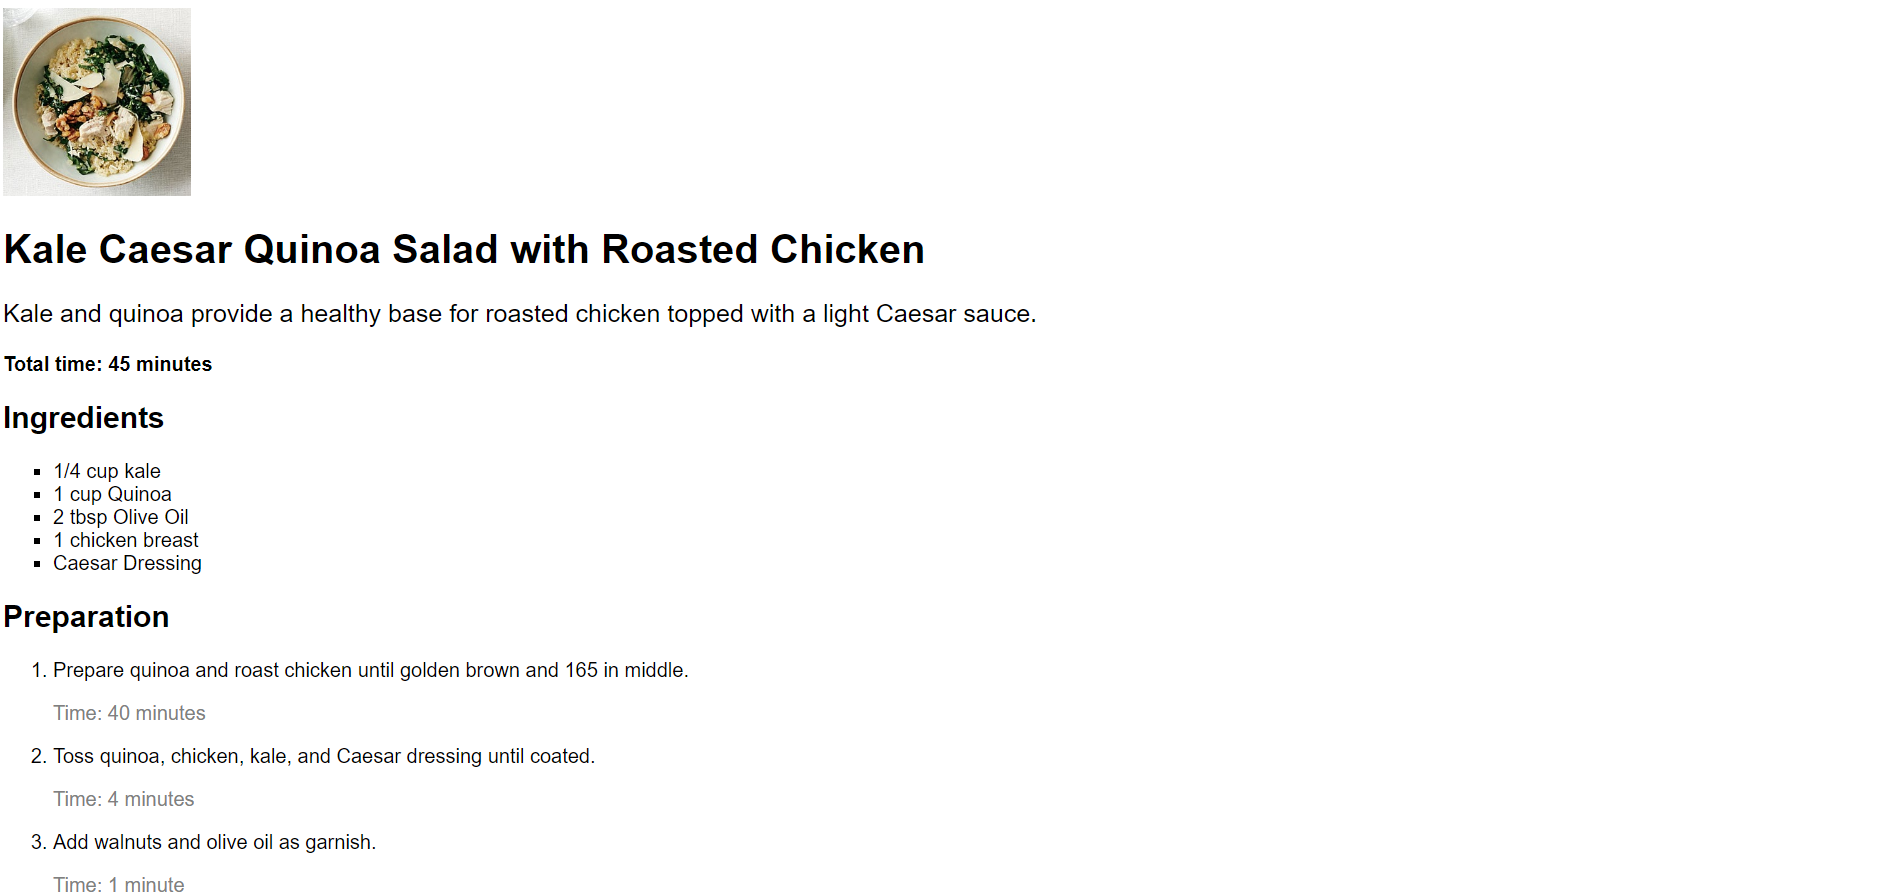 Kale Caesar Quinoa Salad with Roasted Chicken
Kale and quinoa provide a healthy base for roasted chicken topped with a light Caesar sauce.
Total time: 45 minutes
Ingredients
1/4 cup kale
1 cup Quinoa
2 tbsp Olive Oil
1 chicken breast
Caesar Dressing
Preparation
1. Prepare quinoa and roast chicken until golden brown and 165 in middle.
Time: 40 minutes
2. Toss quinoa, chicken, kale, and Caesar dressing until coated.
Time: 4 minutes
3. Add walnuts and olive oil as garnish.
Time: 1 minute